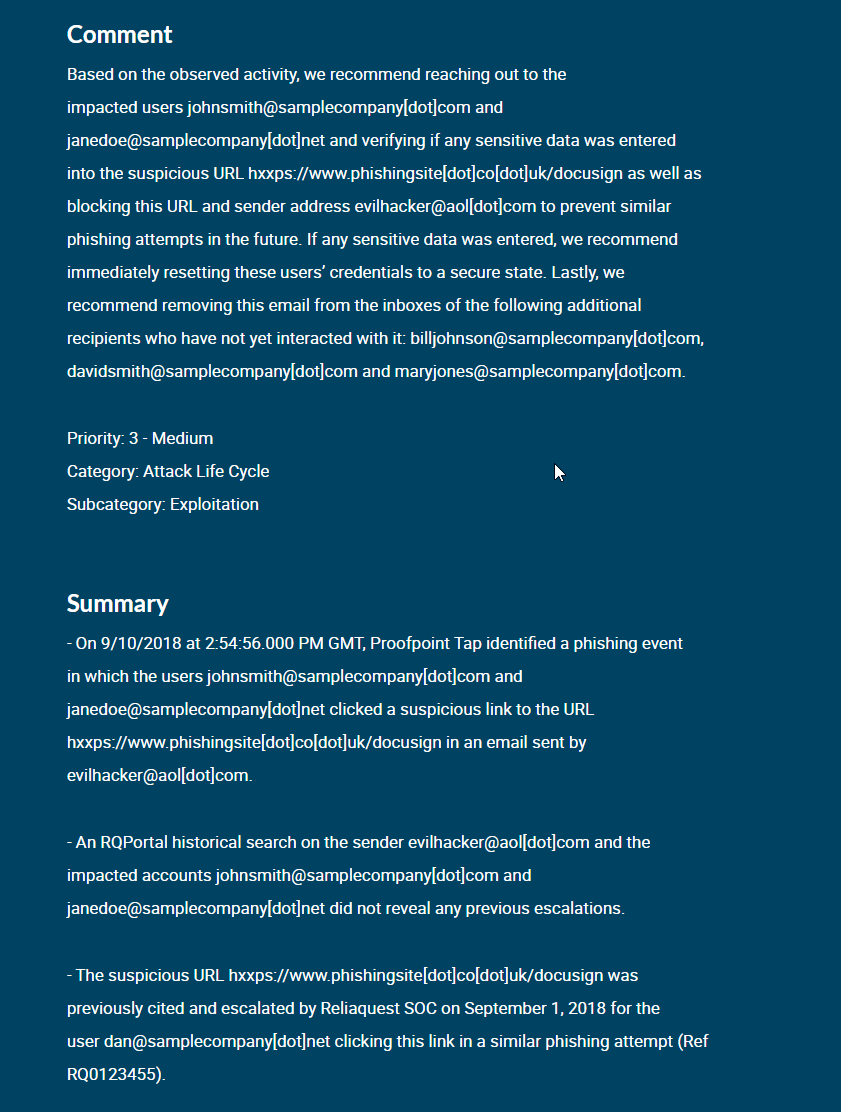 Comment
Based on the observed activity, we recommend reaching out to the
impacted users johnsmith@samplecompany[dot]com and
janedoe@samplecompany[dot]net and verifying if any sensitive data was entered
into the suspicious URL hxxps://www.phishingsite[dot]co[dot]uk/docusign as well as
blocking this URL and sender address evilhacker@aol[dot]com to prevent similar
phishing attempts in the future. If any sensitive data was entered, we recommend
immediately resetting these users’ credentials to a secure state. Lastly, we
recommend removing this email from the inboxes of the following additional
recipients who have not yet interacted with it: billjohnson@samplecompany[dot]com,
davidsmith@samplecompany[dot]com and maryjones@samplecompany[dot]com.
Priority: 3 - Medium
Category: Attack Life Cycle
Subcategory: Exploitation
Summary
- On 9/10/2018 at 2:54:56.000 PM GMT, Proofpoint Tap identified a phishing event
in which the users johnsmith@samplecompany[dot]com and
janedoe@samplecompany[dot]net clicked a suspicious link to the URL
hxxps://www.phishingsite[dot]co[dot]uk/docusign in an email sent by
evilhacker@aol[dot]com.
- An RQPortal historical search on the sender evilhacker@aol[dot]com and the
impacted accounts johnsmith@samplecompany[dot]com and
janedoe@samplecompany[dot]net did not reveal any previous escalations.
- The suspicious URL hxxps://www.phishingsite[dot]co[dot]uk/docusign was
previously cited and escalated by Reliaquest SOC on September 1, 2018 for the
user dan@samplecompany[dot]net clicking this link in a similar phishing attempt (Ref
RQ0123455).